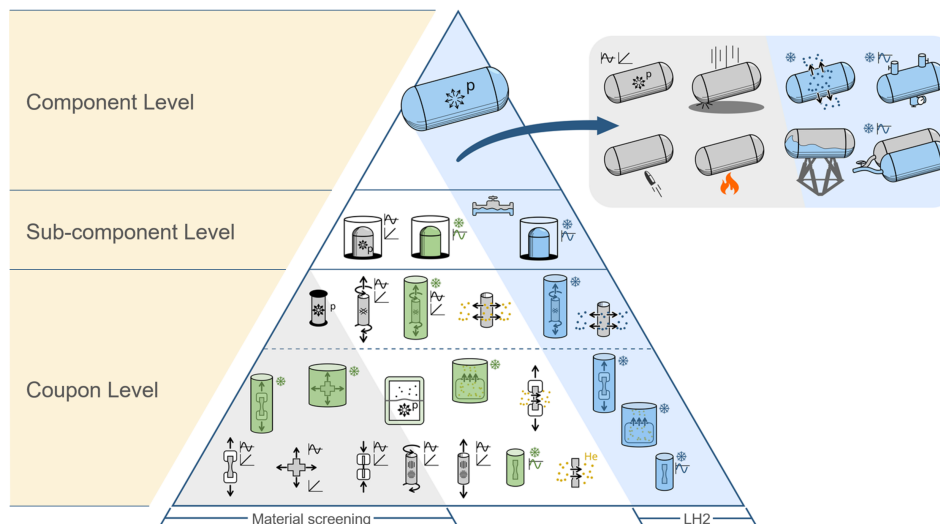 Component Level
p
p
Sub-component Level
p
p
Coupon Level
p
He
Material screening
LH2